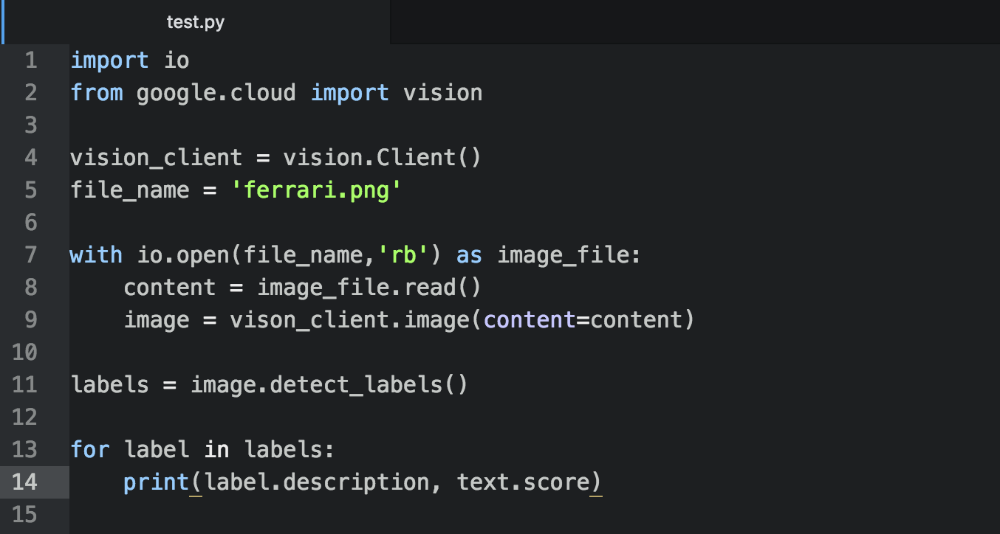 test.py
1 import io
2 from google.cloud import vision
3
4 vision_client = vision.Client()
5 file_name = 'ferrari.png'
6
7 with io.open(file_name,'rb') as image_file:
8     content = image_file.read()
9     image = vison_client.image(content=content)
10
11 labels = image.detect_labels()
12
13 for label in labels:
14     print(label.description, text.score)
15